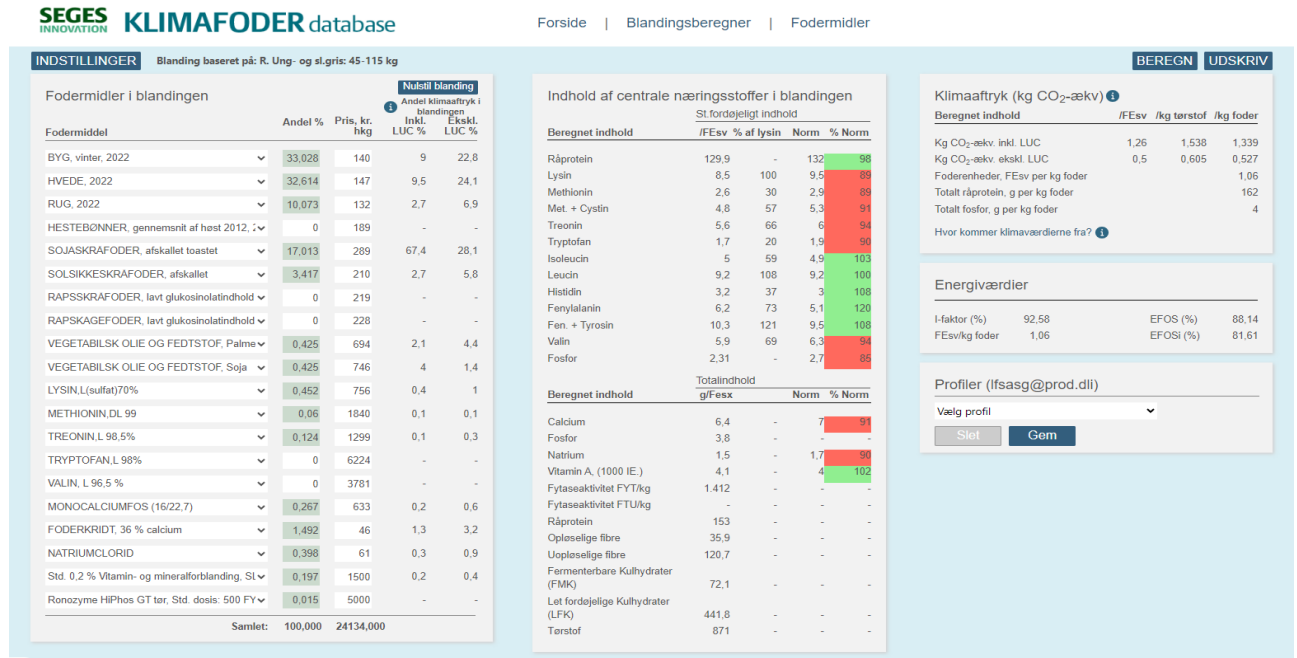 SEGES INNOVATION KLIMAFODER database
Forside | Blandingsberegner | Fodermidler
INDSTILLINGER Blanding baseret på: R. Ung- og sl.gris: 45-115 kg
BEREGN UDSKRIV
Fodermidler i blandingen
Nulstil blanding
Andel klimaaftryk i blandingen
Fodermiddel Andel % Pris, kr. hkg Inkl. LUC % Ekskl. LUC %
BYG, vinter, 2022 33,028 140 9 22,8
HVEDE, 2022 32,614 147 9,5 24,1
RUG, 2022 10,073 132 2,7 6,9
HESTEBØNNER, gennemsnit af høst 2012, 0 189 - -
SOJASKRAFODER, afskallet toastet 17,013 289 67,4 28,1
SOLSIKKESKRAFODER, afskallet 3,417 210 2,7 5,8
RAPSSKRAFODER, lavt glukosinolatindhold 0 219 - -
RAPSKAGEFODER, lavt glukosinolatindhold 0 228 - -
VEGETABILSK OLIE OG FEDTSTOF, Palme 0,425 694 2,1 4,4
VEGETABILSK OLIE OG FEDTSTOF, Soja 0,425 746 4 1,4
LYSIN,L(sulfat)70% 0,452 756 0,4 1
METHIONIN,DL 99 0,06 1840 0,1 0,1
TREONIN,L 98,5% 0,124 1299 0,1 0,3
TRYPTOFAN,L 98% 0 6224 - -
VALIN, L 96,5 % 0 3781 - -
MONOCALCIUMFOS (16/22,7) 0,267 633 0,2 0,6
FODERKRIDT, 36 % calcium 1,492 46 1,3 3,2
NATRIUMCLORID 0,398 61 0,3 0,9
Std. 0,2 % Vitamin- og mineralforblanding, SL 0,197 1500 0,2 0,4
Ronozyme HiPhos GT tør, Std. dosis: 500 FY 0,015 5000 - -
Samlet: 100,000 24134,000
Indhold af centrale næringsstoffer i blandingen
St.fordøjeligt indhold
Beregnet indhold /FEsv % af lysin Norm % Norm
Råprotein 129,9 - 132 98
Lysin 8,5 100 9,5 89
Methionin 2,6 30 2,9 89
Met. + Cystin 4,8 57 5,3 91
Treonin 5,6 66 6 94
Tryptofan 1,7 20 1,9 90
Isoleucin 5 59 4,9 103
Leucin 9,2 108 9,2 100
Histidin 3,2 37 3 108
Fenylalanin 6,2 73 5,1 120
Fen. + Tyrosin 10,3 121 9,5 108
Valin 5,9 69 6,3 94
Fosfor 2,31 - 2,7 85
Totalindhold
Beregnet indhold g/Fesx Norm % Norm
Calcium 6,4 - 7 91
Fosfor 3,8 - - -
Natrium 1,5 - 1,7 90
Vitamin A, (1000 IE.) 4,1 - 4 102
Fytaseaktivitet FYT/kg 1.412 - - -
Fytaseaktivitet FTU/kg - - - -
Råprotein 153 - - -
Opløselige fibre 35,9 - - -
Uopløselige fibre 120,7 - - -
Fermenterbare Kulhydrater
(FMK) 72,1 - - -
Let fordøjelige Kulhydrater
(LFK) 441,8 - - -
Tørstof 871 - - -
Klimaaftryk (kg CO2-ækv)
Beregnet indhold /FEsv /kg tørstof /kg foder
Kg CO2-ækv. inkl. LUC 1,26 1,538 1,339
Kg CO2-ækv. ekskl. LUC 0,5 0,605 0,527
Foderenheder, FEsv per kg foder 1,06
Totalt råprotein, g per kg foder 162
Totalt fosfor, g per kg foder 4
Hvor kommer klimaværdierne fra?
Energiværdier
I-faktor (%) 92,58 EFOS (%) 88,14
FEsv/kg foder 1,06 EFOSi (%) 81,61
Profiler (lfsasg@prod.dli)
Vælg profil
Slet Gem